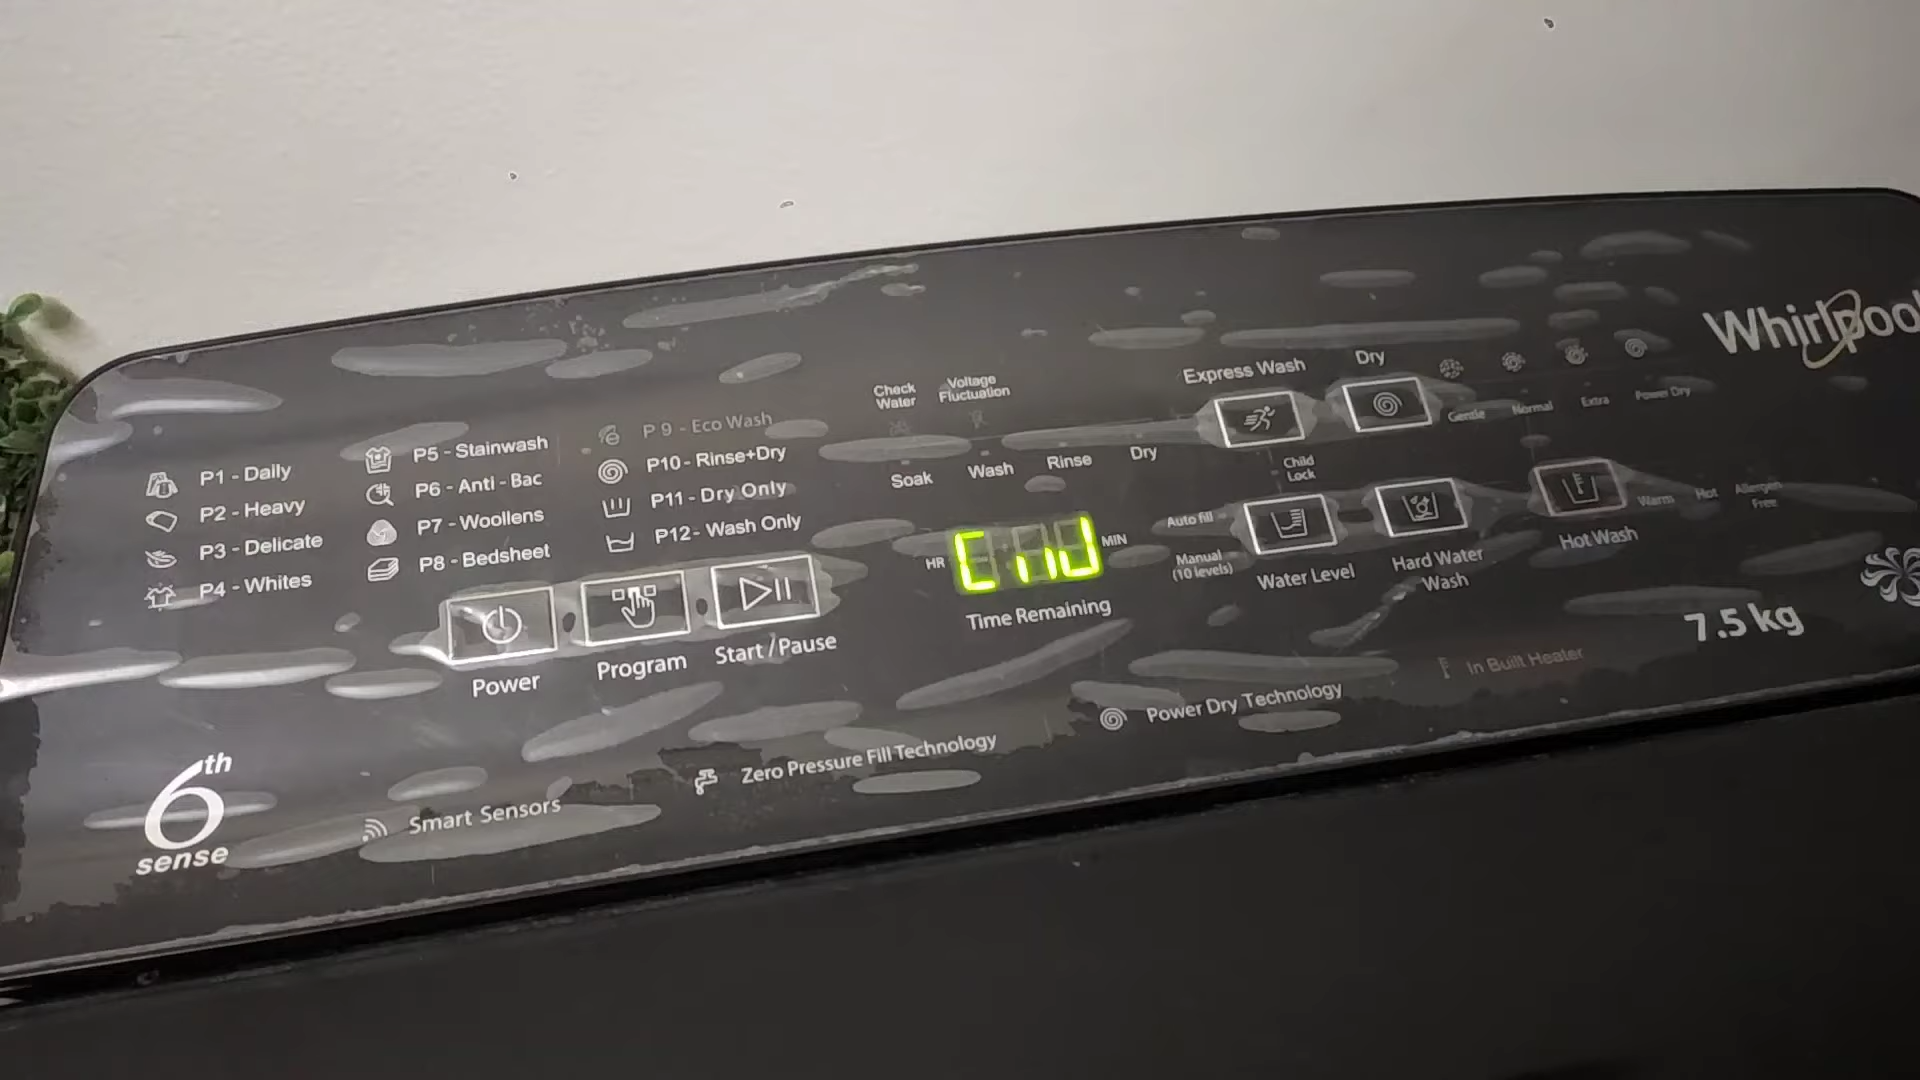 Whirlpool
P1 - Daily
P2 - Heavy
P3 - Delicate
P4 - Whites
P5 - Stainwash
P6 - Anti - Bac
P7 - Woollens
P8 - Bedsheet
P 9 - Eco Wash
P10 - Rinse+Dry
P11 - Dry Only
P12 - Wash Only
Power
Program
Start / Pause
Check
Water
Voltage
Fluctuation
Soak
Wash
Rinse
Dry
HR
End
MIN
Time Remaining
Express Wash
Dry
Gentle
Normal
Extra
Power Dry
Child
Lock
Auto fill
Manual
(10 levels)
Water Level
Hard Water
Wash
Hot Wash
Warm
Hot
Allergen
Free
7.5 kg
In Built Heater
Power Dry Technology
Zero Pressure Fill Technology
Smart Sensors
6th
sense